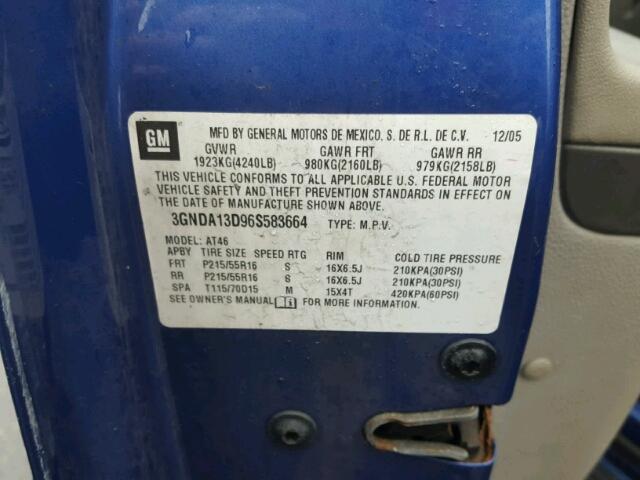 GM MFD BY GENERAL MOTORS DE MEXICO, S. DE R.L. DE C.V. 12/05
GVWR GAWR FRT GAWR RR
1923KG(4240LB) 980KG(2160LB) 979KG(2158LB)
THIS VEHICLE CONFORMS TO ALL APPLICABLE U.S. FEDERAL MOTOR
VEHICLE SAFETY AND THEFT PREVENTION STANDARDS IN EFFECT ON
THE DATE OF MANUFACTURE SHOWN ABOVE.
3GNDA13D96S583664 TYPE: M.P.V.
MODEL: AT46
APBY TIRE SIZE SPEED RTG RIM COLD TIRE PRESSURE
FRT P215/55R16 S 16X6.5J 210KPA(30PSI)
RR P215/55R16 S 16X6.5J 210KPA(30PSI)
SPA T115/70D15 M 15X4T 420KPA(60PSI)
SEE OWNER'S MANUAL FOR MORE INFORMATION.